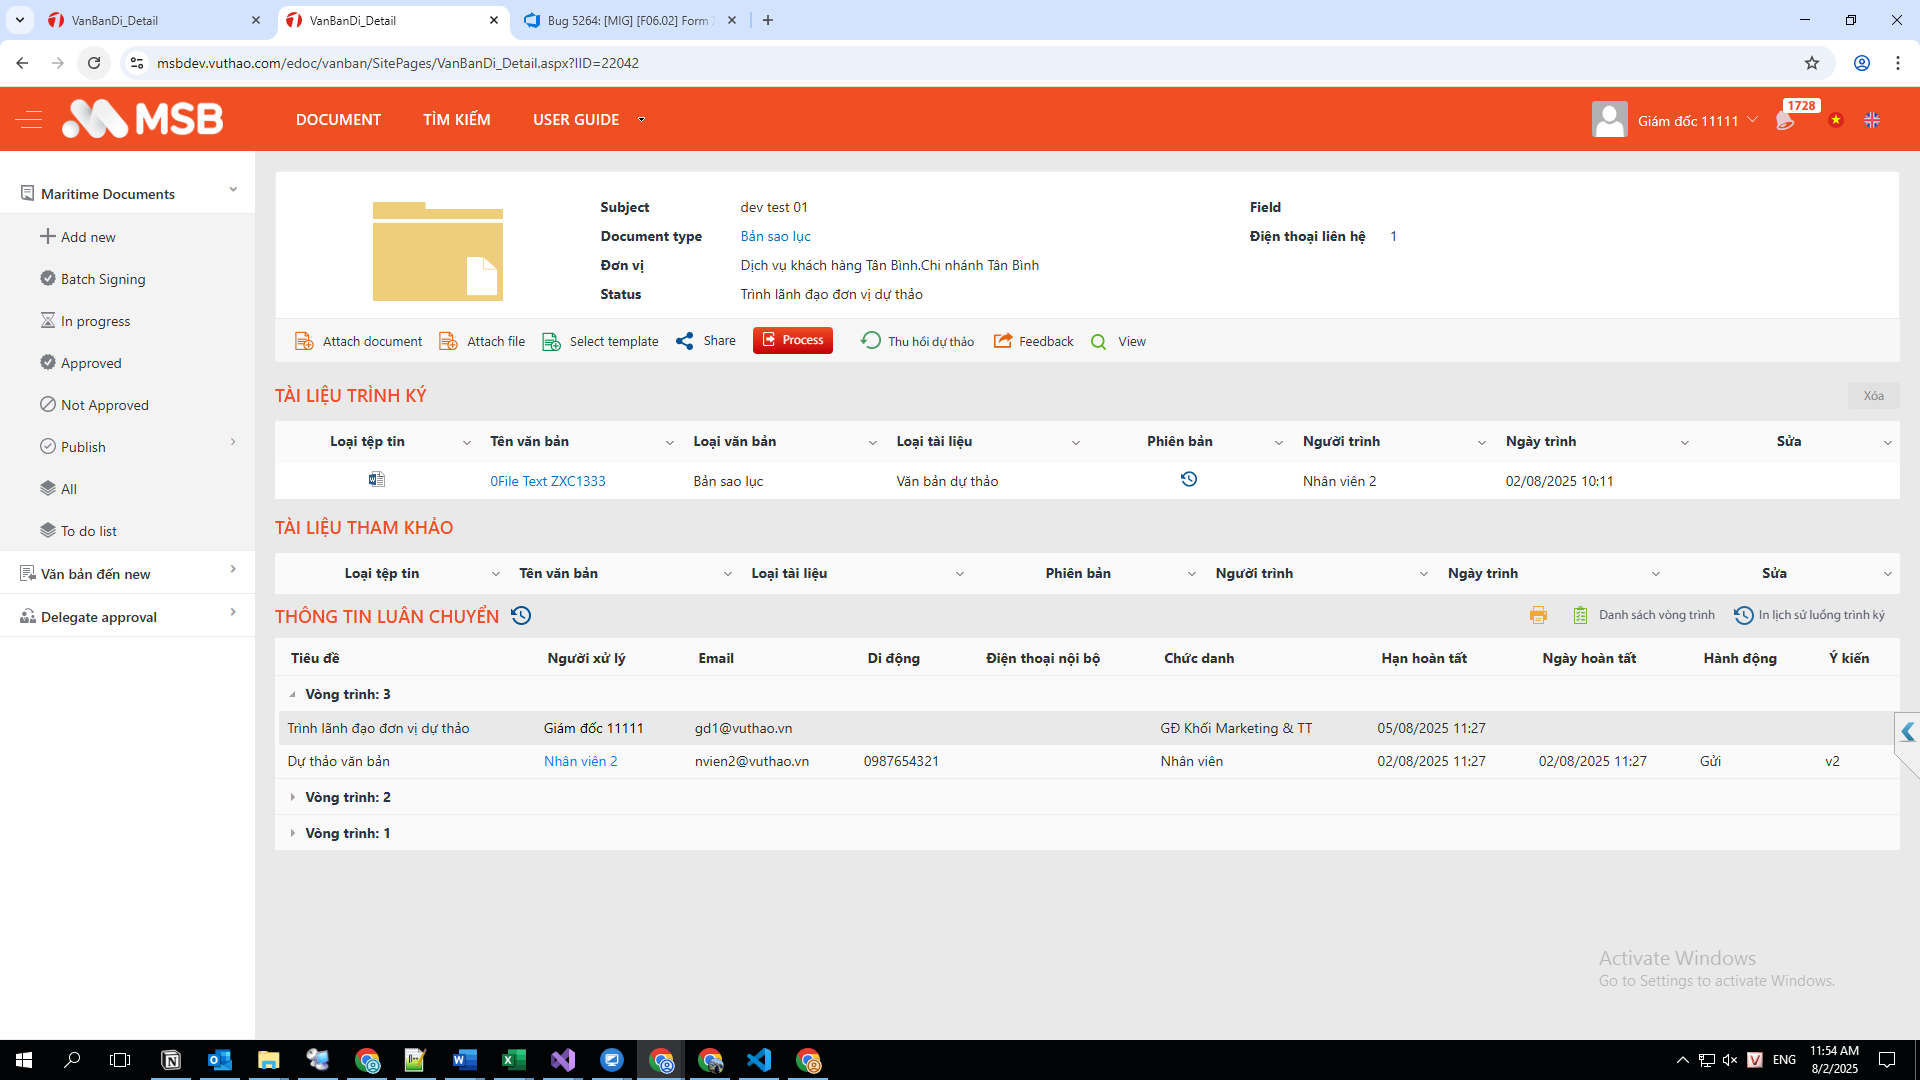 VanBanDi_Detail
VanBanDi_Detail
Bug 5264: [MIG] [F06.02] Form
msbdev.vuthao.com/edoc/vanban/SitePages/VanBanDi_Detail.aspx?IID=22042
MSB
DOCUMENT TÌM KIẾM USER GUIDE
Giám đốc 11111
1728
Maritime Documents
Add new
Batch Signing
In progress
Approved
Not Approved
Publish
All
To do list
Văn bản đến new
Delegate approval
Subject dev test 01 Field
Document type Bản sao lục Điện thoại liên hệ 1
Đơn vị Dịch vụ khách hàng Tân Bình.Chi nhánh Tân Bình
Status Trình lãnh đạo đơn vị dự thảo
Attach document Attach file Select template Share Process Thu hồi dự thảo Feedback View
TÀI LIỆU TRÌNH KÝ Xóa
Loại tệp tin Tên văn bản Loại văn bản Loại tài liệu Phiên bản Người trình Ngày trình Sửa
0File Text ZXC1333 Bản sao lục Văn bản dự thảo Nhân viên 2 02/08/2025 10:11
TÀI LIỆU THAM KHẢO
Loại tệp tin Tên văn bản Loại tài liệu Phiên bản Người trình Ngày trình Sửa
THÔNG TIN LUÂN CHUYỂN Danh sách vòng trình In lịch sử luồng trình ký
Tiêu đề Người xử lý Email Di động Điện thoại nội bộ Chức danh Hạn hoàn tất Ngày hoàn tất Hành động Ý kiến
Vòng trình: 3
Trình lãnh đạo đơn vị dự thảo Giám đốc 11111 gd1@vuthao.vn GĐ Khối Marketing & TT 05/08/2025 11:27
Dự thảo văn bản Nhân viên 2 nvien2@vuthao.vn 0987654321 Nhân viên 02/08/2025 11:27 02/08/2025 11:27 Gửi v2
Vòng trình: 2
Vòng trình: 1
Activate Windows
Go to Settings to activate Windows.
ENG
11:54 AM
8/2/2025